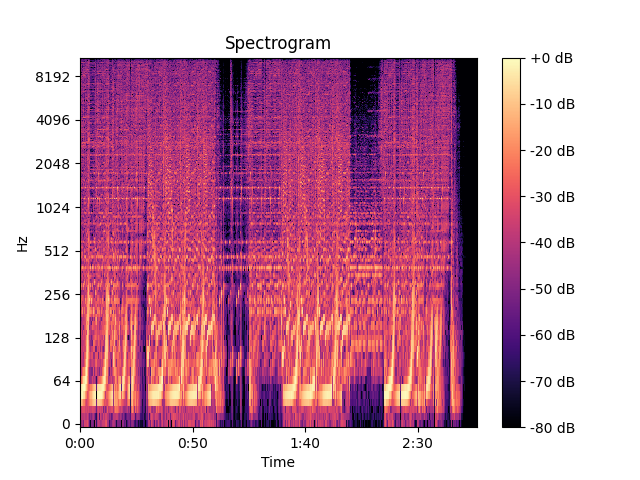 Spectrogram
8192
4096
2048
1024
512
256
128
64
0
Hz
0:00
0:50
1:40
2:30
Time
+0 dB
-10 dB
-20 dB
-30 dB
-40 dB
-50 dB
-60 dB
-70 dB
-80 dB